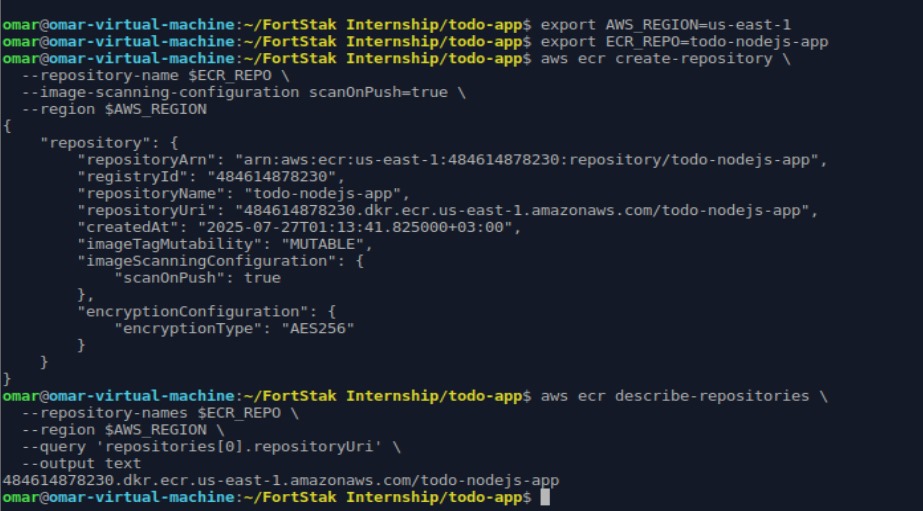 omar@omar-virtual-machine:~/FortStak Internship/todo-app$ export AWS_REGION=us-east-1
omar@omar-virtual-machine:~/FortStak Internship/todo-app$ export ECR_REPO=todo-nodejs-app
omar@omar-virtual-machine:~/FortStak Internship/todo-app$ aws ecr create-repository \
  --repository-name $ECR_REPO \
  --image-scanning-configuration scanOnPush=true \
  --region $AWS_REGION
{
    "repository": {
        "repositoryArn": "arn:aws:ecr:us-east-1:484614878230:repository/todo-nodejs-app",
        "registryId": "484614878230",
        "repositoryName": "todo-nodejs-app",
        "repositoryUri": "484614878230.dkr.ecr.us-east-1.amazonaws.com/todo-nodejs-app",
        "createdAt": "2025-07-27T01:13:41.825000+03:00",
        "imageTagMutability": "MUTABLE",
        "imageScanningConfiguration": {
            "scanOnPush": true
        },
        "encryptionConfiguration": {
            "encryptionType": "AES256"
        }
    }
}
omar@omar-virtual-machine:~/FortStak Internship/todo-app$ aws ecr describe-repositories \
  --repository-names $ECR_REPO \
  --region $AWS_REGION \
  --query 'repositories[0].repositoryUri' \
  --output text
484614878230.dkr.ecr.us-east-1.amazonaws.com/todo-nodejs-app
omar@omar-virtual-machine:~/FortStak Internship/todo-app$